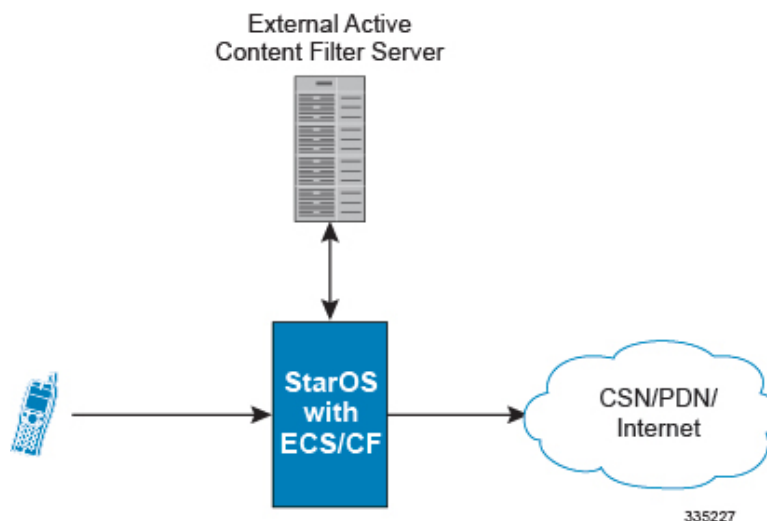 External Active
Content Filter Server
StarOS
with
ECS/CF
CSN/PDN/
Internet
335227